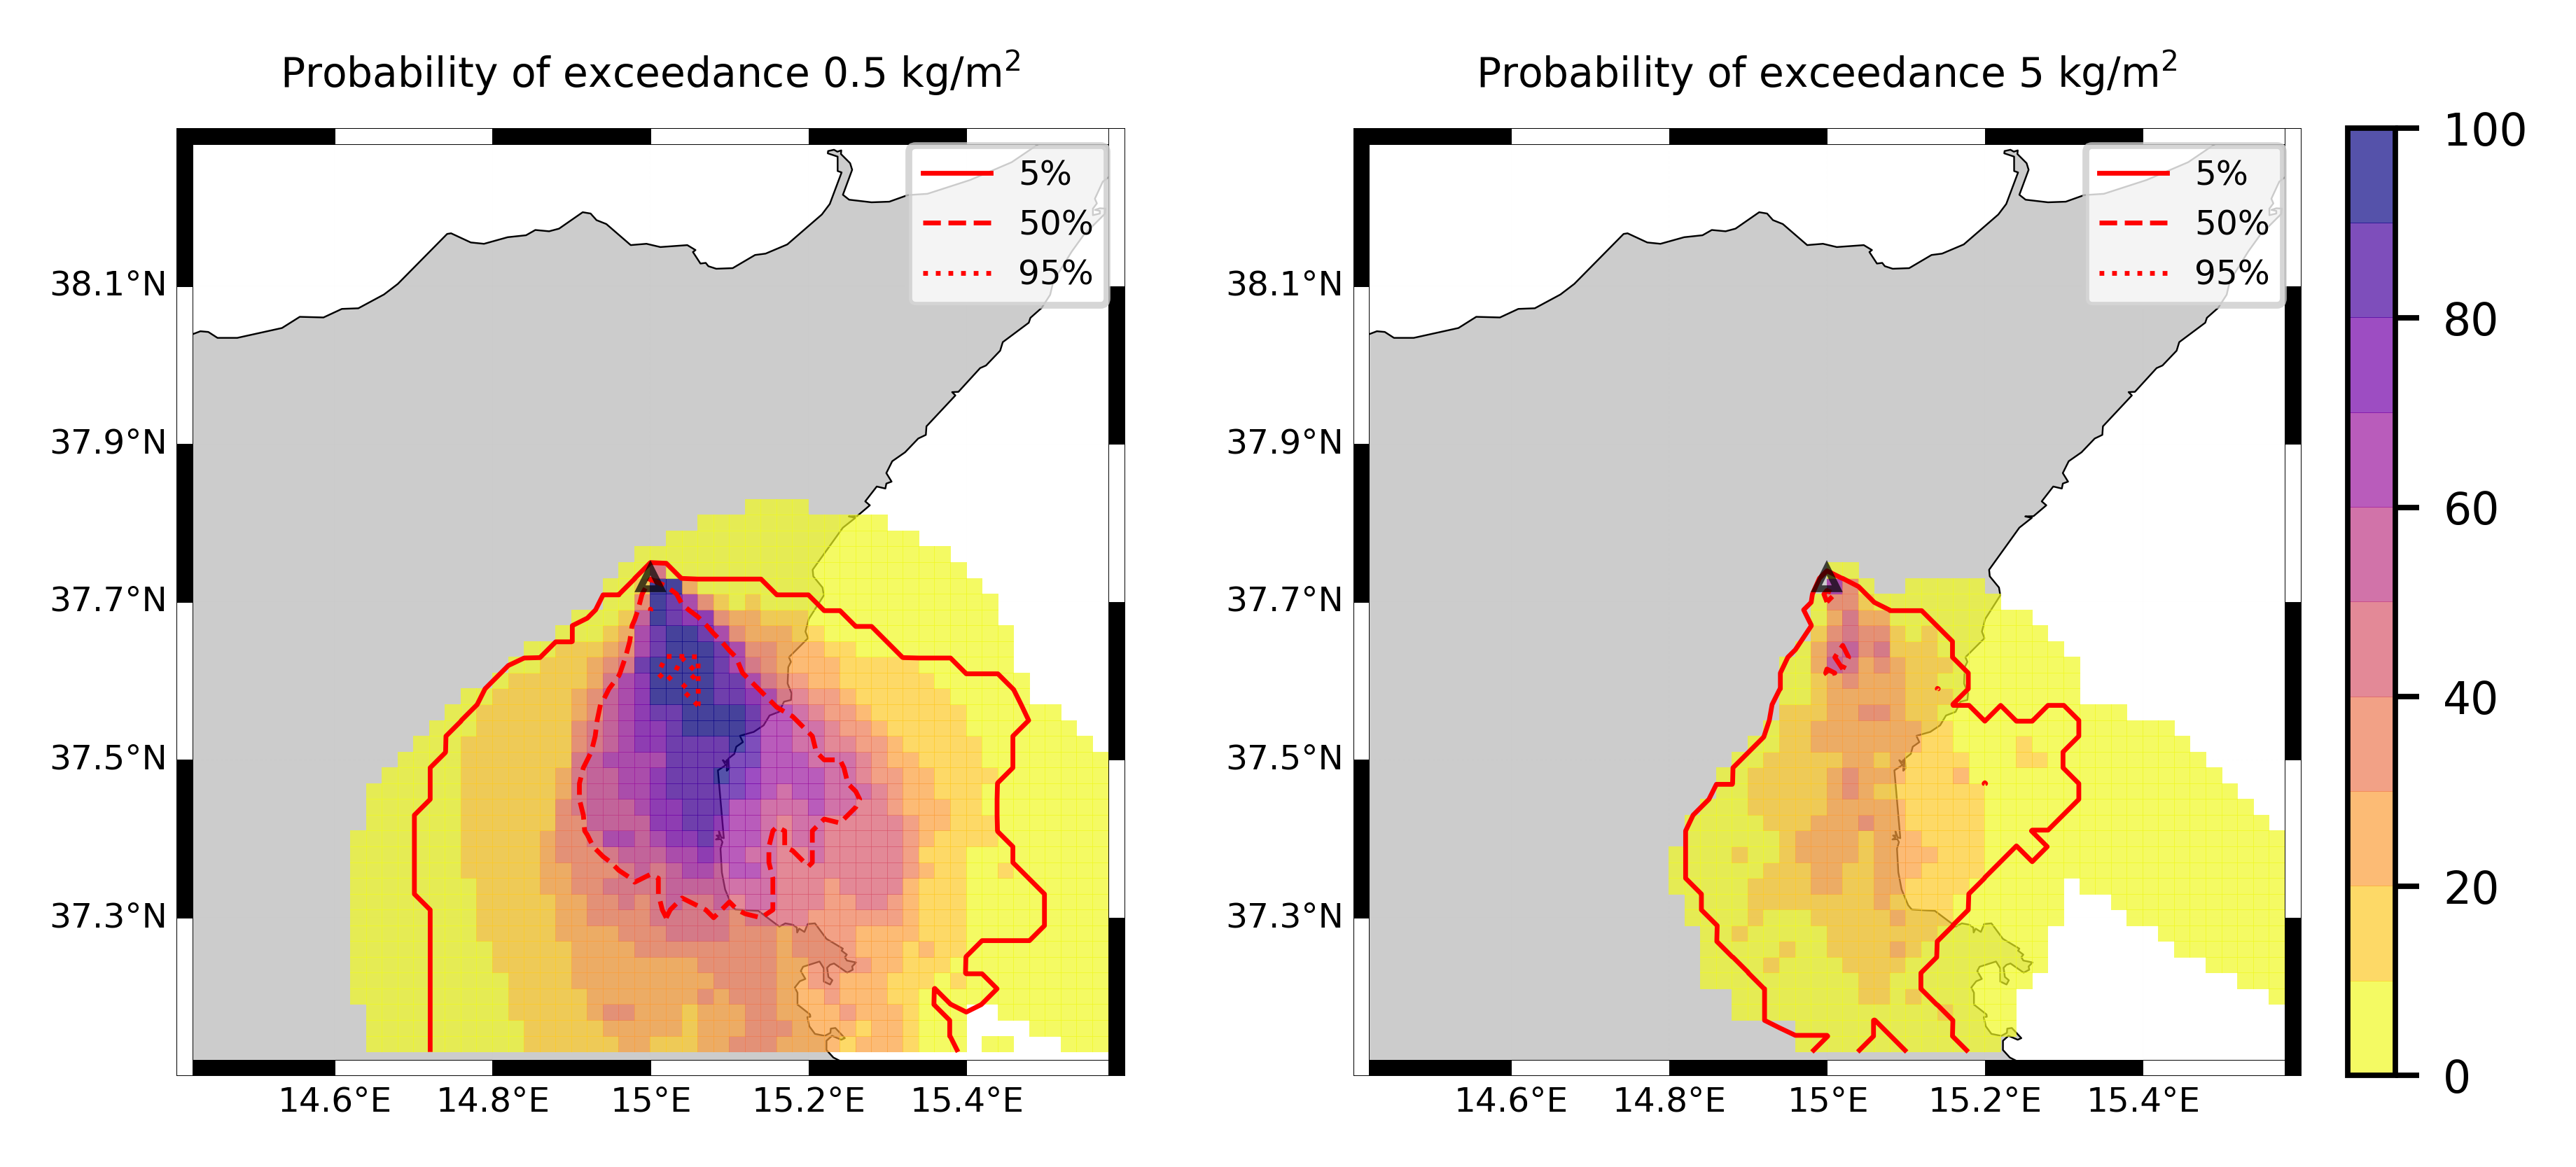 Probability of exceedance 0.5 kg/m²
5%
50%
95%
38.1°N
37.9°N
37.7°N
37.5°N
37.3°N
14.6°E 14.8°E 15°E 15.2°E 15.4°E
Probability of exceedance 5 kg/m²
5%
50%
95%
38.1°N
37.9°N
37.7°N
37.5°N
37.3°N
14.6°E 14.8°E 15°E 15.2°E 15.4°E
100
80
60
40
20
0